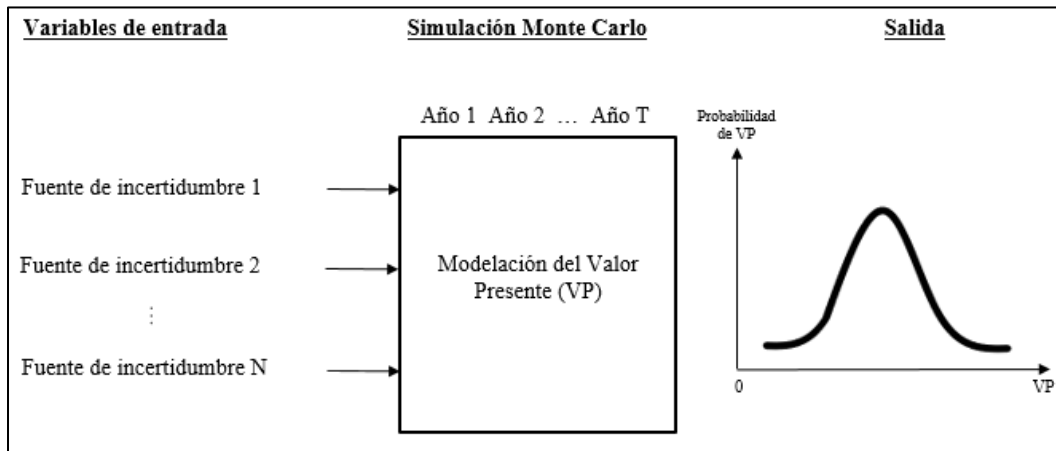 Variables de entrada
Simulación Monte Carlo
Salida
Año 1 Año 2 ... Año T
Probabilidad
de VP
Fuente de incertidumbre 1
Fuente de incertidumbre 2
⋮
Fuente de incertidumbre N
Modelación del Valor
Presente (VP)
0
VP